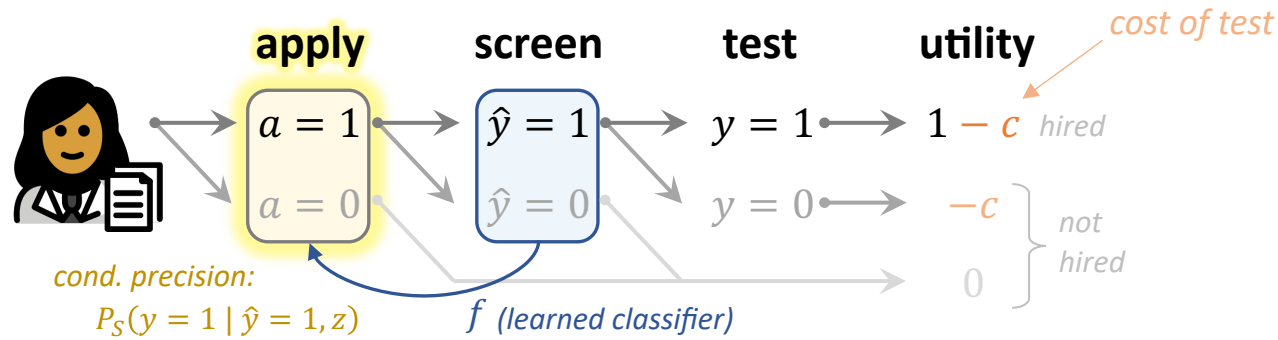 apply screen test utility cost of test
a = 1 ŷ = 1 y = 1 1 − c hired
a = 0 ŷ = 0 y = 0 −c
not
hired
0
cond. precision:
P_S(y = 1 | ŷ = 1, z) f (learned classifier)